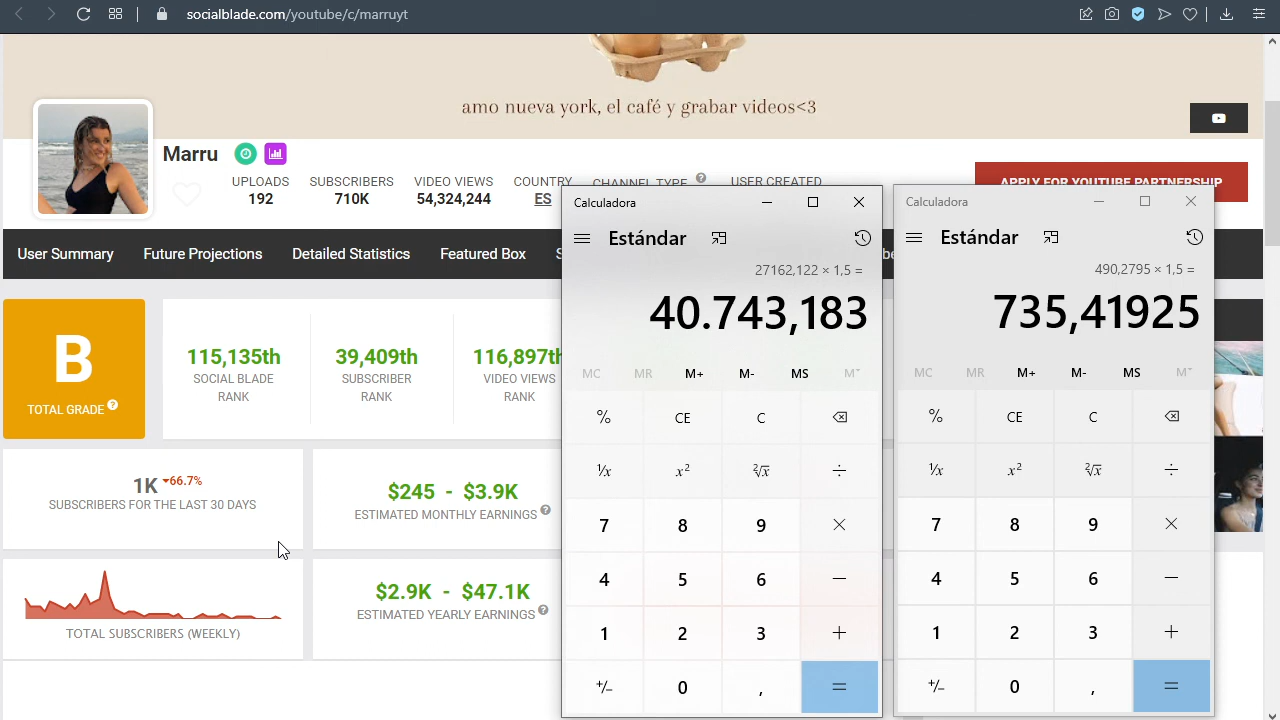 socialblade.com/youtube/c/marruyt
amo nueva york, el café y grabar videos<3
Marru
UPLOADS SUBSCRIBERS VIDEO VIEWS COUNTRY CHANNEL TYPE USER CREATED
192 710K 54,324,244 ES
APPLY FOR YOUTUBE PARTNERSHIP
User Summary Future Projections Detailed Statistics Featured Box
B
TOTAL GRADE
115,135th
SOCIAL BLADE
RANK
39,409th
SUBSCRIBER
RANK
116,897th
VIDEO VIEWS
RANK
1K 66.7%
SUBSCRIBERS FOR THE LAST 30 DAYS
$245 - $3.9K
ESTIMATED MONTHLY EARNINGS
TOTAL SUBSCRIBERS (WEEKLY)
$2.9K - $47.1K
ESTIMATED YEARLY EARNINGS
Calculadora
Estándar
27162,122 × 1,5 =
40.743,183
MC MR M+ M- MS M˅
% CE C
¹/x x² ²√x ÷
7 8 9 ×
4 5 6 −
1 2 3 +
+/− 0 , =
Calculadora
Estándar
490,2795 × 1,5 =
735,41925
MC MR M+ M- MS M˅
% CE C
¹/x x² ²√x ÷
7 8 9 ×
4 5 6 −
1 2 3 +
+/− 0 , =